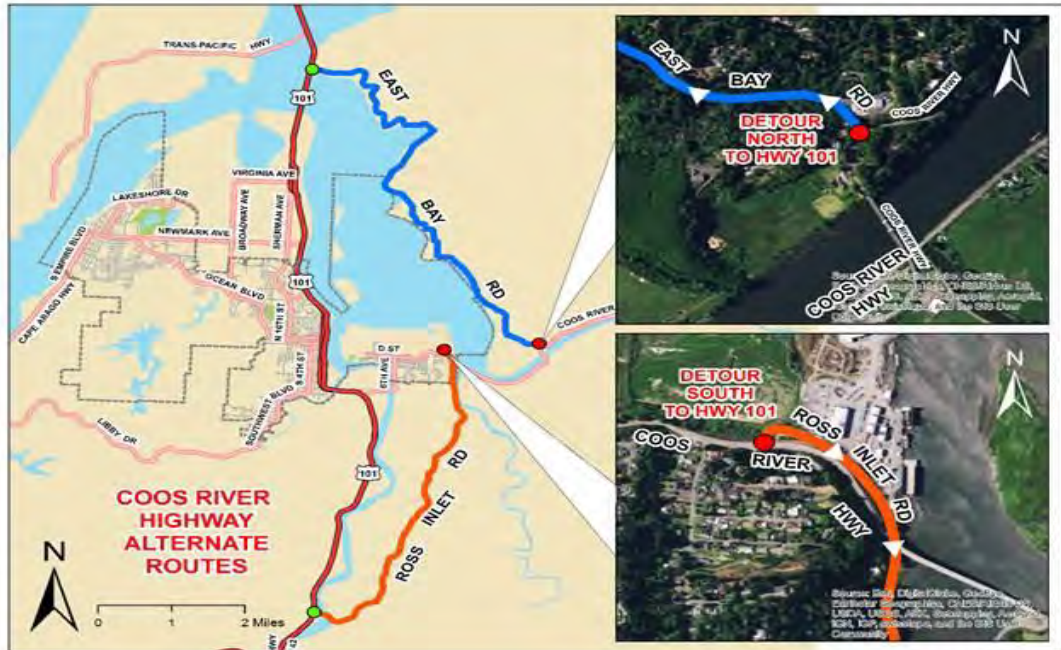 TRANS-PACIFIC HWY
101
EAST
BAY
RD
VIRGINIA AVE
LAKESHORE DR
BROADWAY AVE
SHERMAN AVE
NEWMARK AVE
S EMPIRE BLVD
CAPE ARAGO HWY
OCEAN BLVD
101
N 10TH ST
S 4TH ST
SOUTHWEST BLVD
LIBBY DR
D ST
6TH AVE
COOS RIVER
101
ROSS INLET RD
COOS RIVER
HIGHWAY
ALTERNATE
ROUTES
N
0 1 2 Miles
HWY
42
EAST BAY RD
N
COOS RIVER HWY
DETOUR
NORTH
TO HWY 101
COOS RIVER HWY
COOS RIVER
HWY
DETOUR
SOUTH
TO HWY 101
N
COOS RIVER HWY
ROSS INLET RD
Community